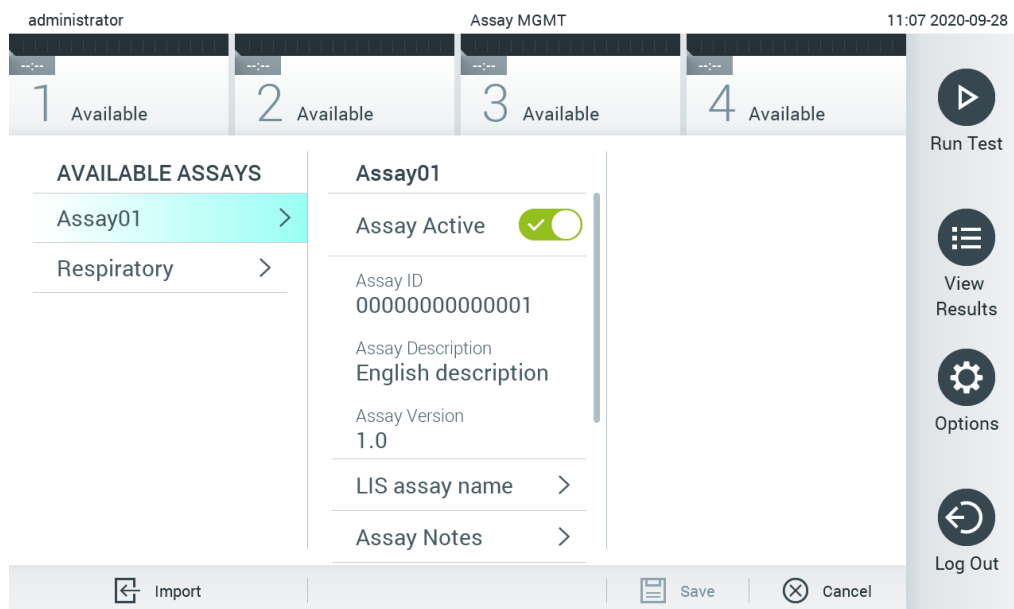 administrator
Assay MGMT
11:07 2020-09-28
--:--
--:--
--:--
--:--
1 Available
2 Available
3 Available
4 Available
Run Test
View
Results
Options
Log Out
AVAILABLE ASSAYS
Assay01
Respiratory
Assay01
Assay Active
Assay ID
00000000000001
Assay Description
English description
Assay Version
1.0
LIS assay name
Assay Notes
Import
Save
Cancel